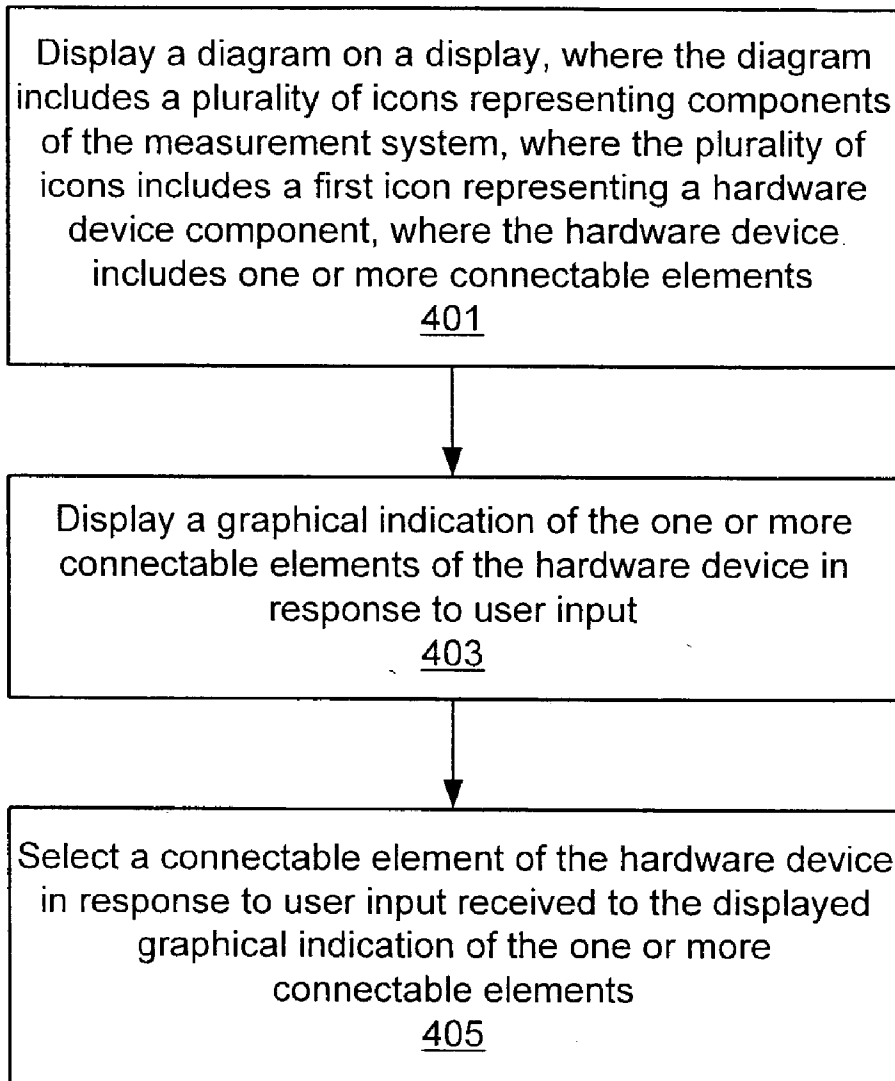 Display a diagram on a display, where the diagram
includes a plurality of icons representing components
of the measurement system, where the plurality of
icons includes a first icon representing a hardware
device component, where the hardware device
includes one or more connectable elements
401
Display a graphical indication of the one or more
connectable elements of the hardware device in
response to user input
403
Select a connectable element of the hardware device
in response to user input received to the displayed
graphical indication of the one or more
connectable elements
405